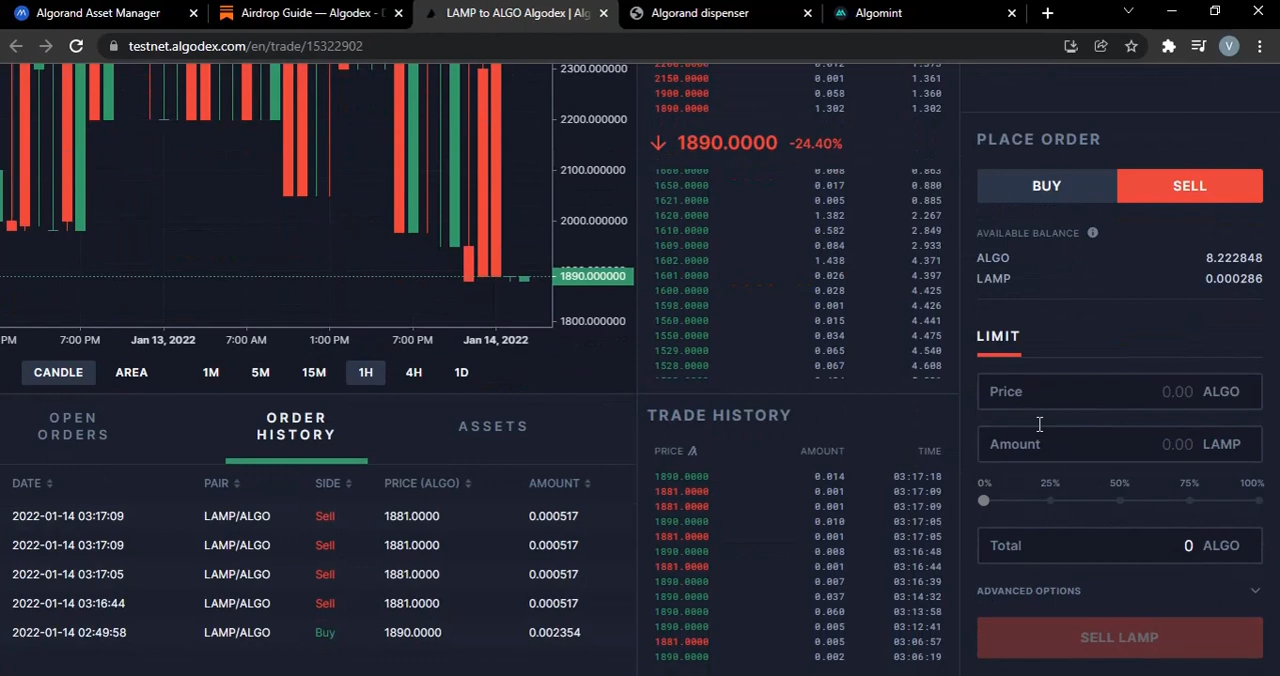 Algorand Asset Manager
Airdrop Guide — Algodex - E
LAMP to ALGO Algodex | Alg
Algorand dispenser
Algomint
testnet.algodex.com/en/trade/15322902
V
2300.000000
2200.000000
2100.000000
2000.000000
1890.000000
1800.000000
PM
7:00 PM
Jan 13, 2022
7:00 AM
1:00 PM
7:00 PM
Jan 14, 2022
CANDLE
AREA
1M
5M
15M
1H
4H
1D
OPEN ORDERS
ORDER HISTORY
ASSETS
DATE PAIR SIDE PRICE (ALGO) AMOUNT
2022-01-14 03:17:09 LAMP/ALGO Sell 1881.0000 0.000517
2022-01-14 03:17:09 LAMP/ALGO Sell 1881.0000 0.000517
2022-01-14 03:17:05 LAMP/ALGO Sell 1881.0000 0.000517
2022-01-14 03:16:44 LAMP/ALGO Sell 1881.0000 0.000517
2022-01-14 02:49:58 LAMP/ALGO Buy 1890.0000 0.002354
2150.0000 0.001 1.361
1900.0000 0.058 1.360
1890.0000 1.302 1.302
1890.0000 -24.40%
1650.0000 0.017 0.880
1621.0000 0.005 0.885
1620.0000 1.382 2.267
1610.0000 0.582 2.849
1609.0000 0.084 2.933
1602.0000 1.438 4.371
1601.0000 0.026 4.397
1600.0000 0.028 4.425
1598.0000 0.001 4.426
1560.0000 0.015 4.441
1550.0000 0.034 4.475
1529.0000 0.065 4.540
1528.0000 0.067 4.608
TRADE HISTORY
PRICE AMOUNT TIME
1890.0000 0.014 03:17:18
1881.0000 0.001 03:17:09
1881.0000 0.001 03:17:09
1890.0000 0.010 03:17:05
1881.0000 0.001 03:17:05
1890.0000 0.008 03:16:48
1881.0000 0.001 03:16:44
1890.0000 0.007 03:16:39
1890.0000 0.037 03:14:32
1890.0000 0.060 03:13:58
1890.0000 0.005 03:12:41
1881.0000 0.005 03:06:57
1890.0000 0.002 03:06:19
PLACE ORDER
BUY
SELL
AVAILABLE BALANCE
ALGO 8.222848
LAMP 0.000286
LIMIT
Price 0.00 ALGO
Amount 0.00 LAMP
0% 25% 50% 75% 100%
Total 0 ALGO
ADVANCED OPTIONS
SELL LAMP